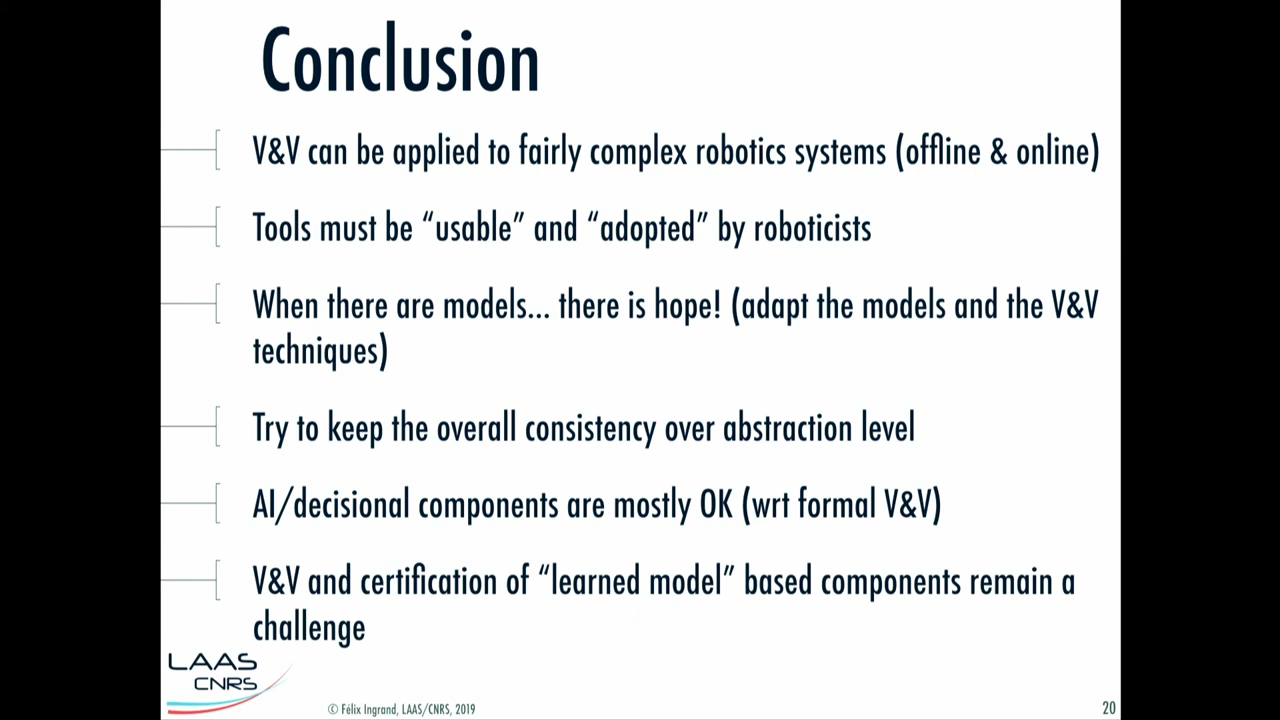 Conclusion
V&V can be applied to fairly complex robotics systems (offline & online)
Tools must be “usable” and “adopted” by roboticists
When there are models... there is hope! (adapt the models and the V&V
techniques)
Try to keep the overall consistency over abstraction level
AI/decisional components are mostly OK (wrt formal V&V)
V&V and certification of “learned model” based components remain a
challenge
LAAS
CNRS
© Félix Ingrand, LAAS/CNRS, 2019
20